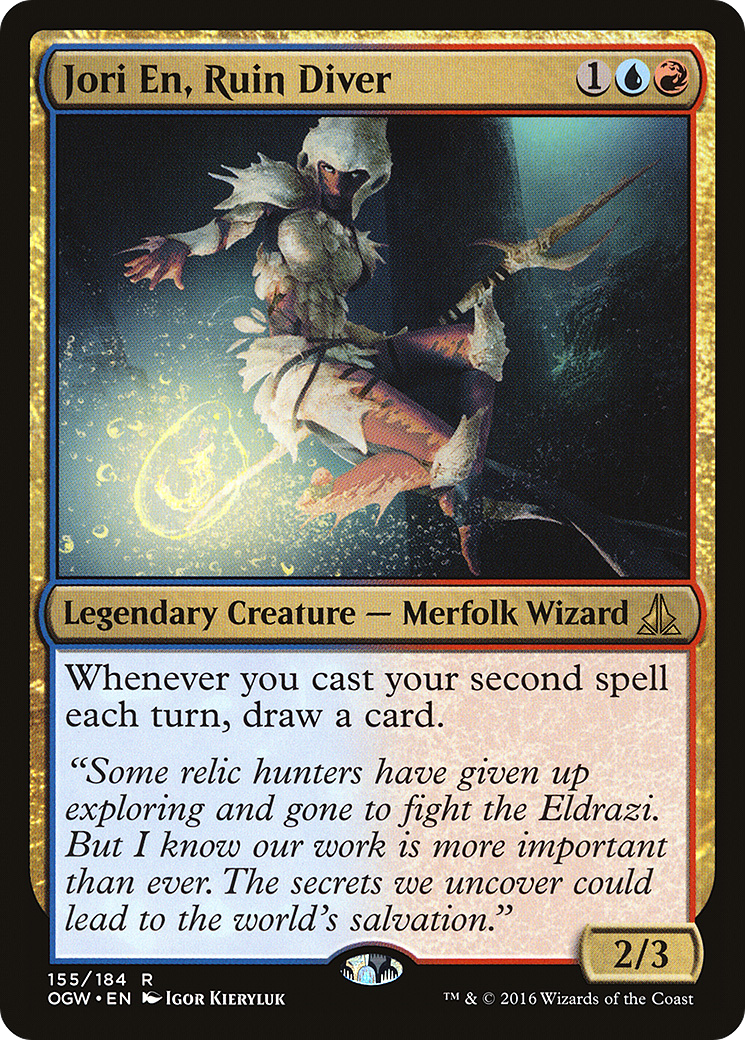 Jori En, Ruin Diver 1
Legendary Creature — Merfolk Wizard
Whenever you cast your second spell
each turn, draw a card.
“Some relic hunters have given up
exploring and gone to fight the Eldrazi.
But I know our work is more important
than ever. The secrets we uncover could
lead to the world’s salvation.”
2/3
155/184 R
OGW • EN Igor Kieryluk
™ & © 2016 Wizards of the Coast